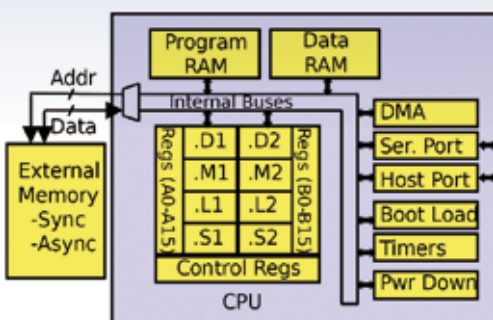 Program
RAM
Data
RAM
Addr
Internal Buses
Data
External
Memory
-Sync
-Async
Regs (A0-A15)
.D1
.D2
.M1
.M2
.L1
.L2
.S1
.S2
Regs (B0-B15)
Control Regs
CPU
DMA
Ser. Port
Host Port
Boot Load
Timers
Pwr Down